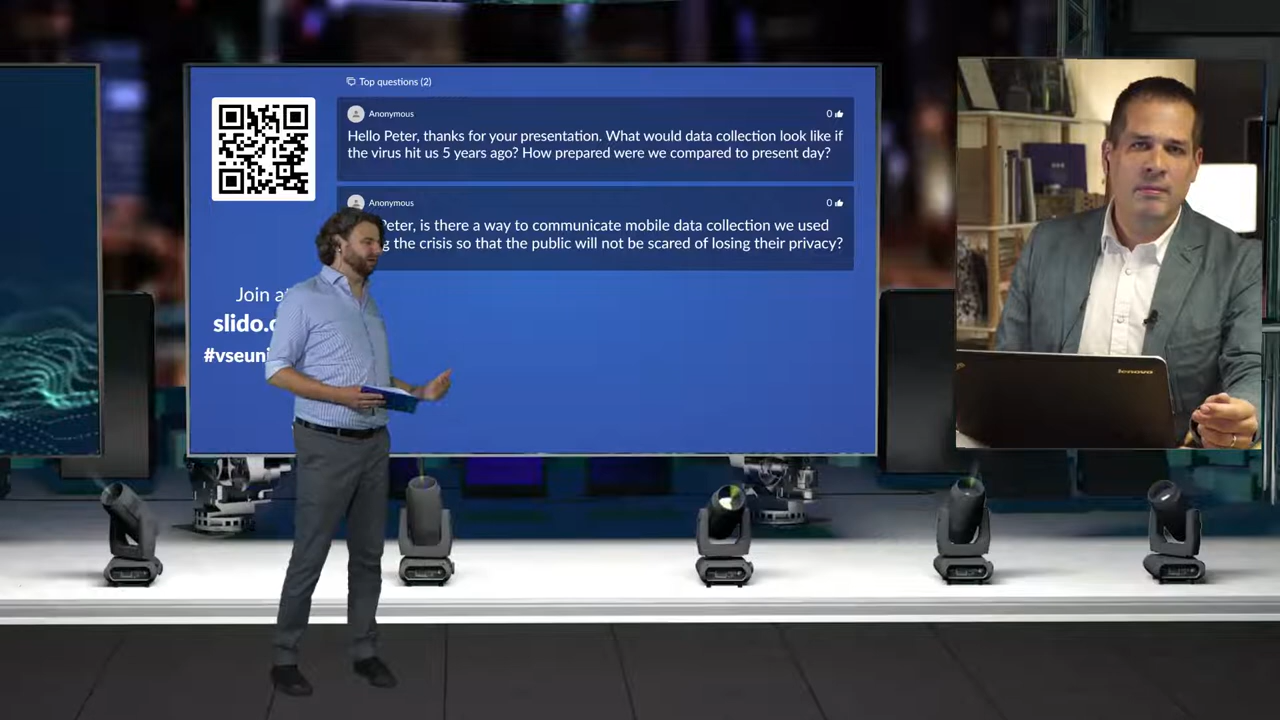 Top questions (2)
Anonymous
0
Hello Peter, thanks for your presentation. What would data collection look like if
the virus hit us 5 years ago? How prepared were we compared to present day?
Anonymous
0
Peter, is there a way to communicate mobile data collection we used
the crisis so that the public will not be scared of losing their privacy?
Join
slido.
#vseuni
lenovo